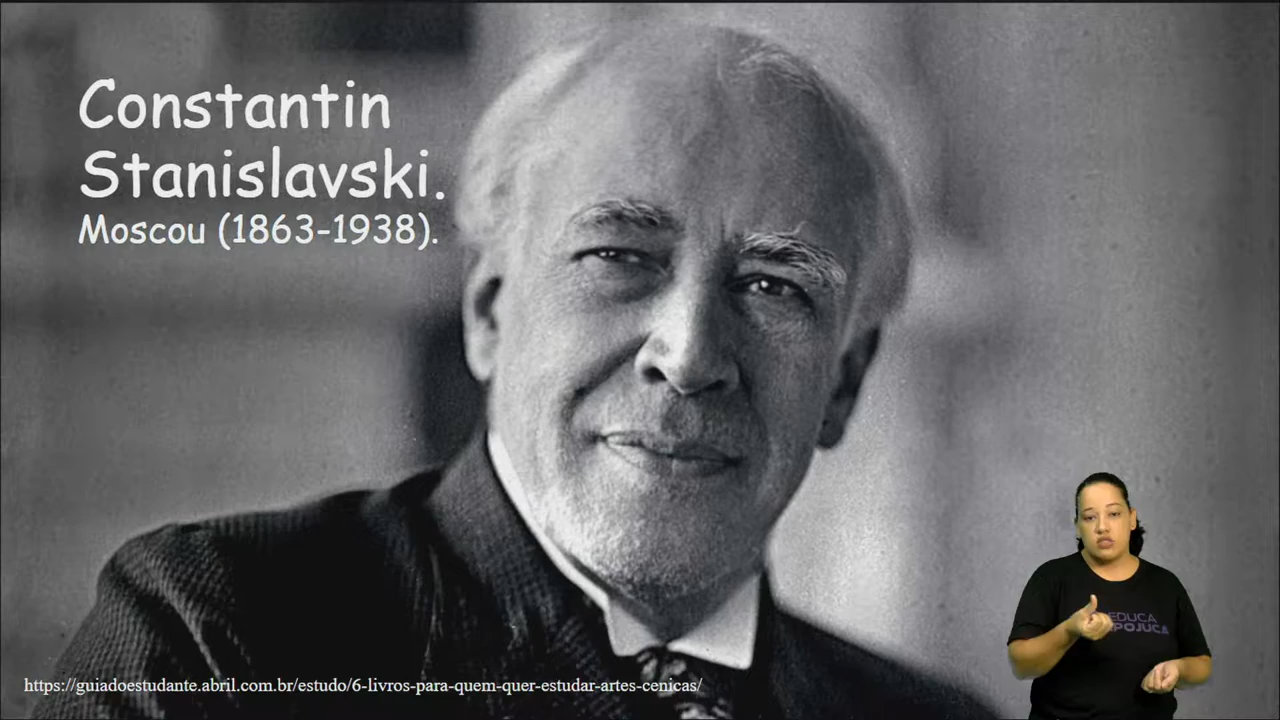 Constantin
Stanislavski.
Moscou (1863-1938).
EDUCA
POJUCA
https://guiadoestudante.abril.com.br/estudo/6-livros-para-quem-quer-estudar-artes-cenicas/